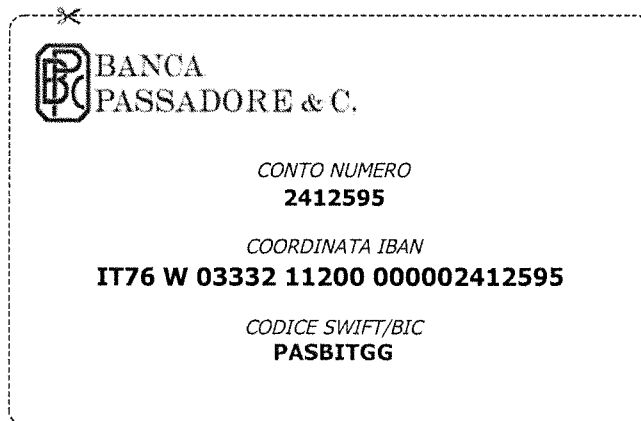 BANCA
PASSADORE & C.
CONTO NUMERO
2412595
COORDINATA IBAN
IT76 W 03332 11200 000002412595
CODICE SWIFT/BIC
PASBITGG